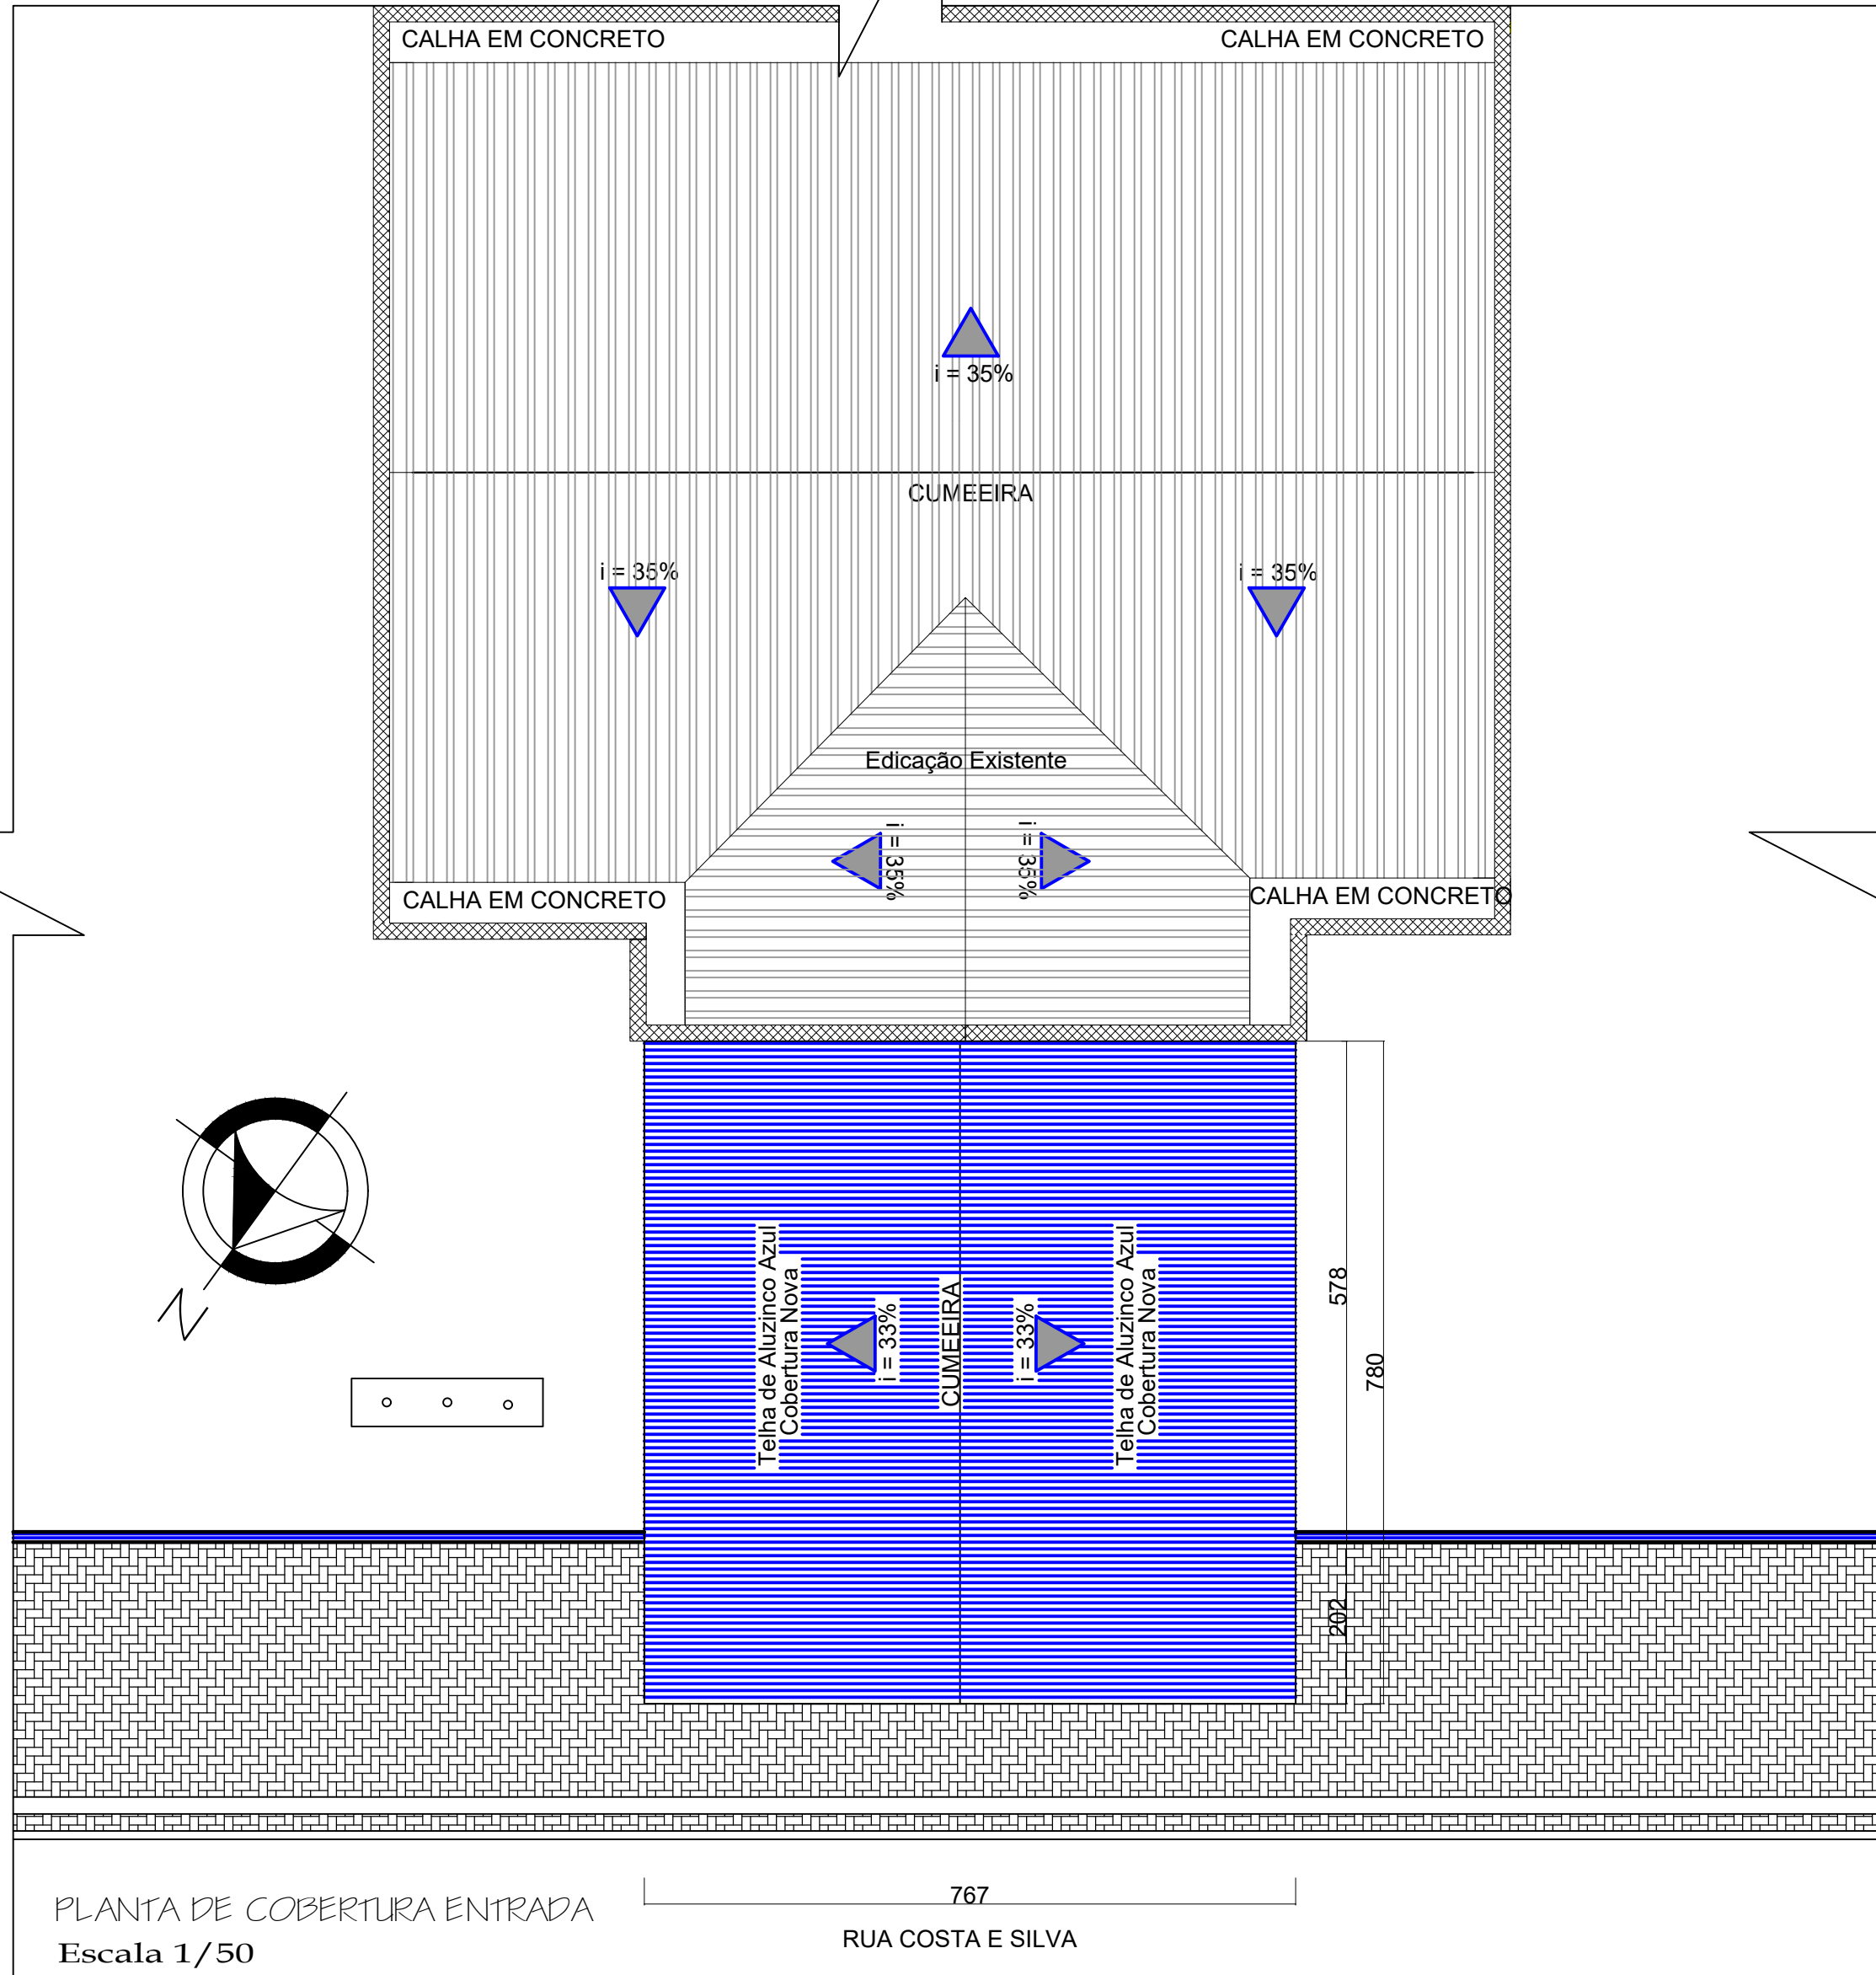 CALHA EM CONCRETO
CALHA EM CONCRETO
i = 35%
CUMEEIRA
i = 35%
i = 35%
Edicação Existente
i = 35%
i = 35%
CALHA EM CONCRETO
CALHA EM CONCRETO
N
Telha de Aluzinco Azul
Cobertura Nova
i = 33%
CUMEEIRA
i = 33%
Telha de Aluzinco Azul
Cobertura Nova
578
780
202
767
PLANTA DE COBERTURA ENTRADA
Escala 1/50
RUA COSTA E SILVA